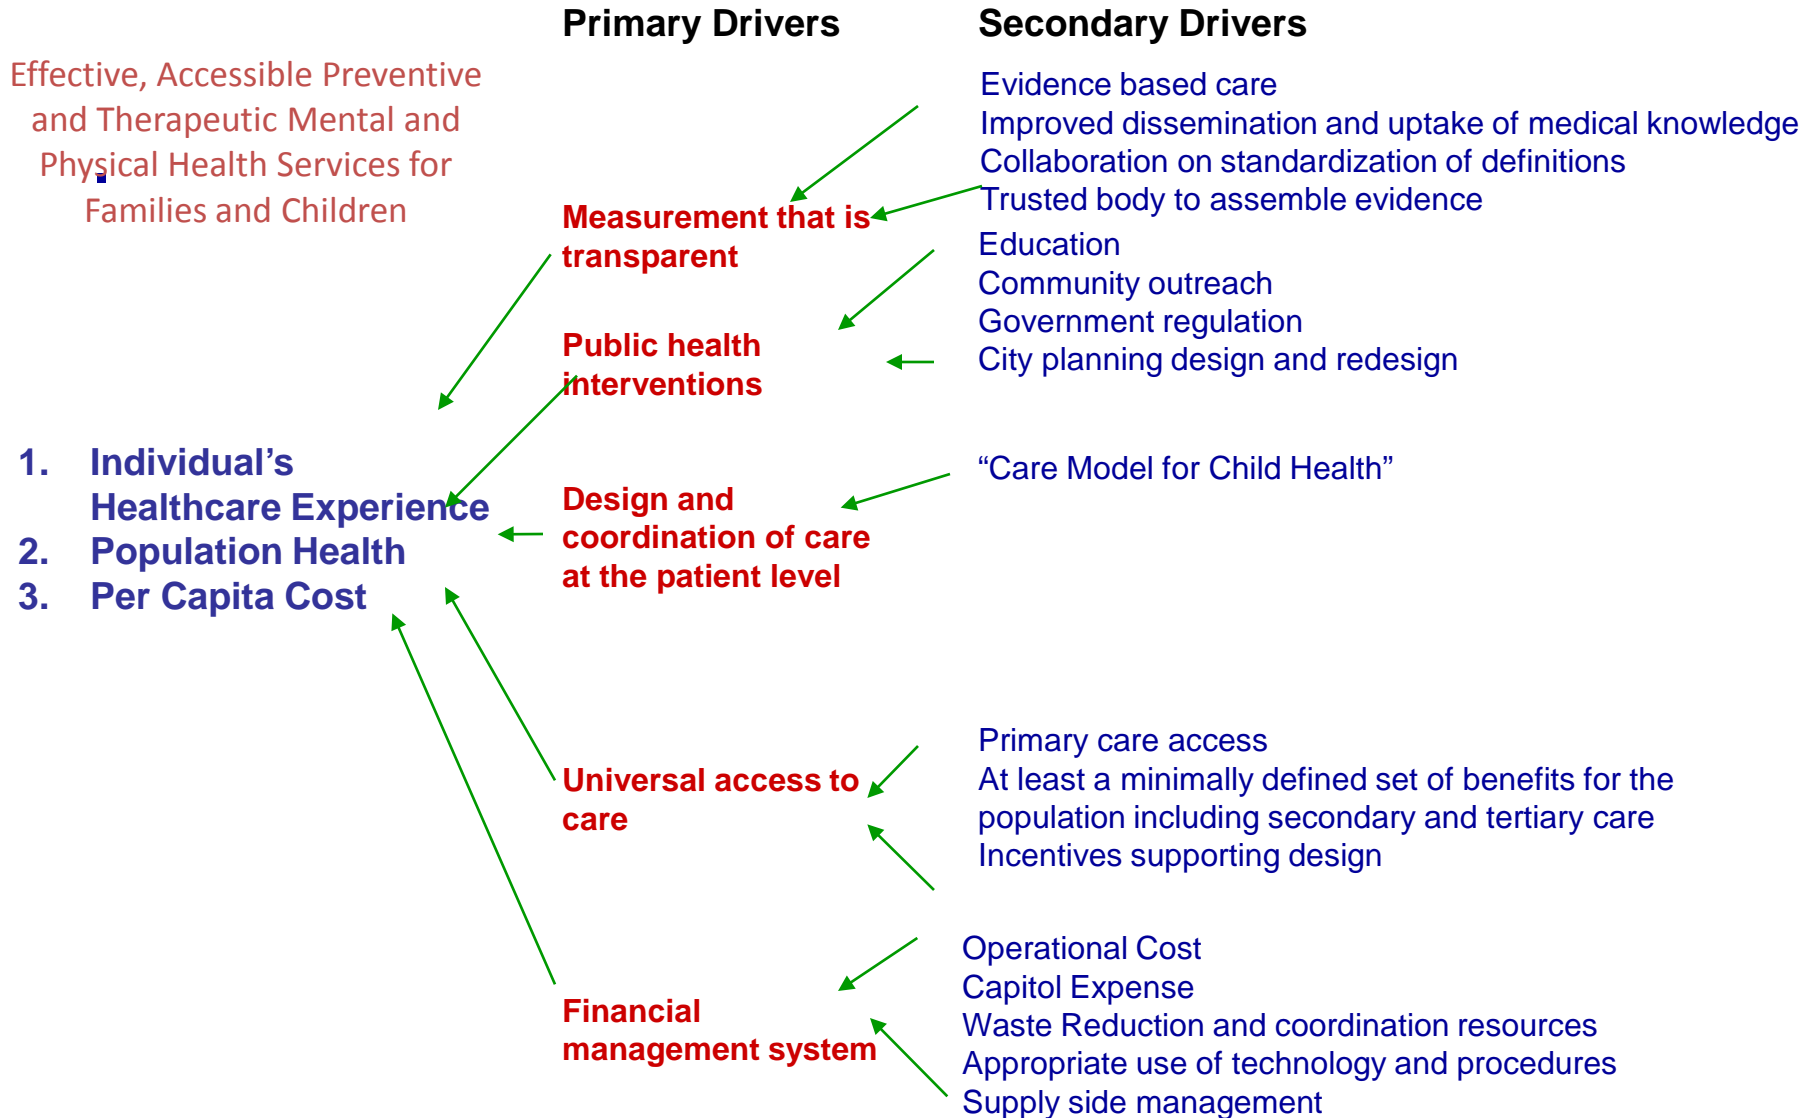 Primary Drivers
Secondary Drivers
Effective, Accessible Preventive
and Therapeutic Mental and
Physical Health Services for
Families and Children
1. Individual’s
Healthcare Experience
2. Population Health
3. Per Capita Cost
Measurement that is
transparent
Public health
interventions
Design and
coordination of care
at the patient level
Universal access to
care
Financial
management system
Evidence based care
Improved dissemination and uptake of medical knowledge
Collaboration on standardization of definitions
Trusted body to assemble evidence
Education
Community outreach
Government regulation
City planning design and redesign
“Care Model for Child Health”
Primary care access
At least a minimally defined set of benefits for the
population including secondary and tertiary care
Incentives supporting design
Operational Cost
Capitol Expense
Waste Reduction and coordination resources
Appropriate use of technology and procedures
Supply side management